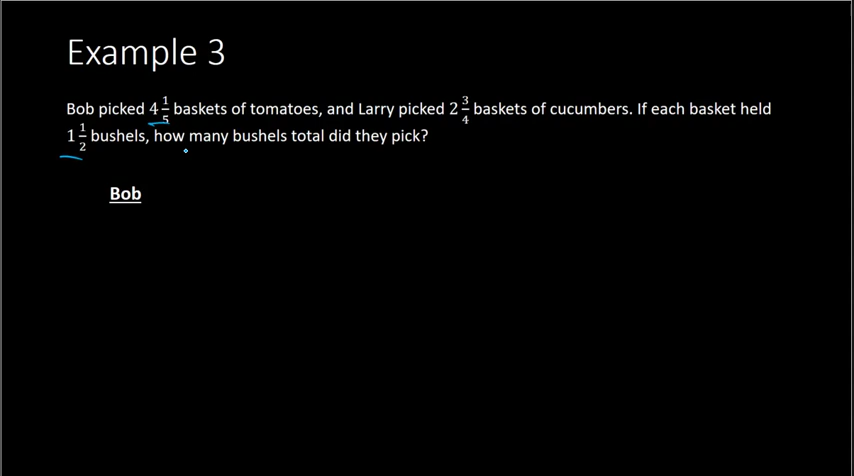 Example 3
Bob picked 4 1/5 baskets of tomatoes, and Larry picked 2 3/4 baskets of cucumbers. If each basket held
1 1/2 bushels, how many bushels total did they pick?
Bob